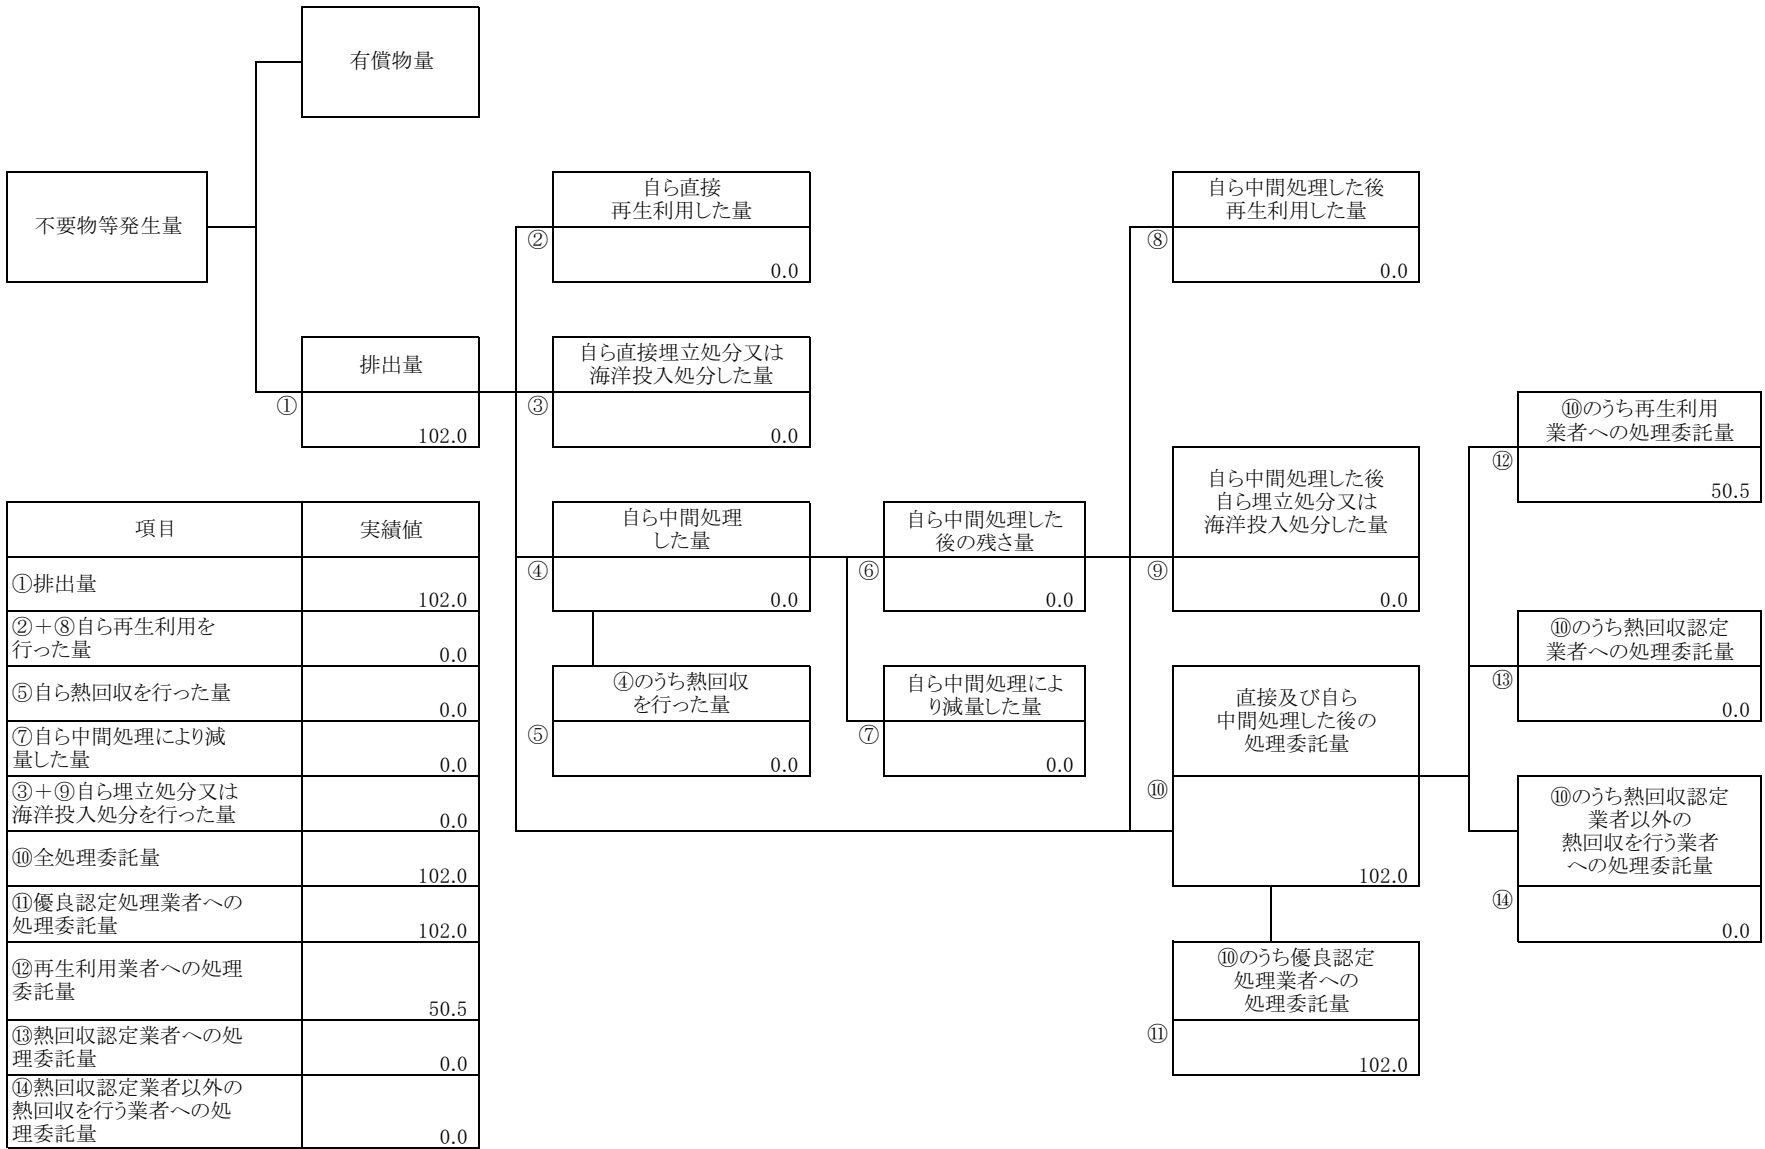 有償物量
不要物等発生量
自ら直接
再生利用した量
②
0.0
自ら中間処理した後
再生利用した量
⑧
0.0
排出量
①
102.0
自ら直接埋立処分又は
海洋投入処分した量
③
0.0
⑩のうち再生利用
業者への処理委託量
⑫
50.5
自ら中間処理
した量
④
0.0
自ら中間処理した
後の残さ量
⑥
0.0
自ら中間処理した後
自ら埋立処分又は
海洋投入処分した量
⑨
0.0
⑩のうち熱回収認定
業者への処理委託量
⑬
0.0
④のうち熱回収
を行った量
⑤
0.0
自ら中間処理によ
り減量した量
⑦
0.0
直接及び自ら
中間処理した後の
処理委託量
⑩
102.0
⑩のうち熱回収認定
業者以外の
熱回収を行う業者
への処理委託量
⑭
0.0
⑩のうち優良認定
処理業者への
処理委託量
⑪
102.0
項目 実績値
①排出量
102.0
②＋⑧自ら再生利用を
行った量
0.0
⑤自ら熱回収を行った量
0.0
⑦自ら中間処理により減
量した量
0.0
③＋⑨自ら埋立処分又は
海洋投入処分を行った量
0.0
⑩全処理委託量
102.0
⑪優良認定処理業者への
処理委託量
102.0
⑫再生利用業者への処理
委託量
50.5
⑬熱回収認定業者への処
理委託量
0.0
⑭熱回収認定業者以外の
熱回収を行う業者への処
理委託量
0.0